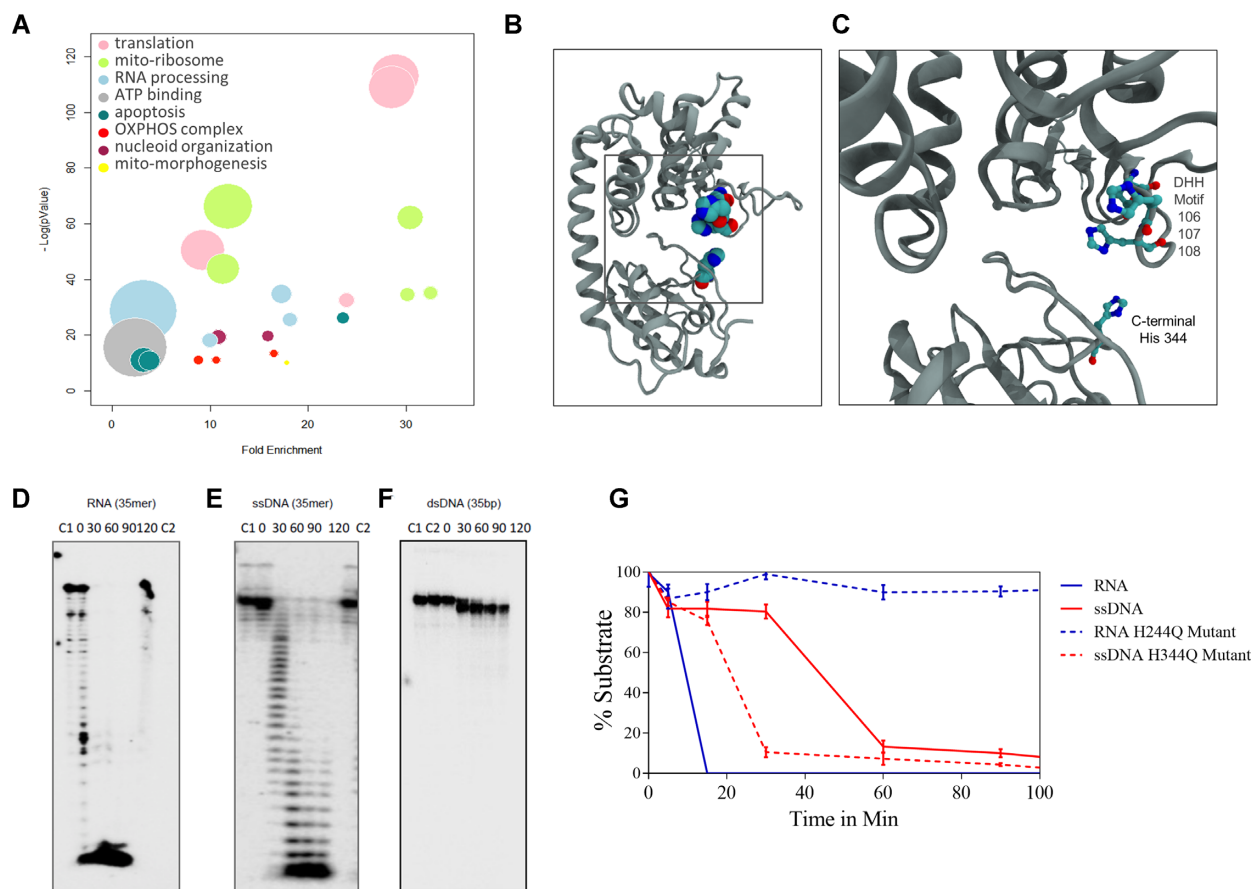 A
translation
mito-ribosome
RNA processing
ATP binding
apoptosis
OXPHOS complex
nucleoid organization
mito-morphogenesis
120
100
80
60
40
20
0
- Log(pValue)
0 10 20 30
Fold Enrichment
B
C
DHH
Motif
106
107
108
C-terminal
His 344
D
RNA (35mer)
C1 0 30 60 90120 C2
E
ssDNA (35mer)
C1 0 30 60 90 120 C2
F
dsDNA (35bp)
C1 C2 0 30 60 90 120
G
100
80
60
40
20
0
% Substrate
0 20 40 60 80 100
Time in Min
RNA
ssDNA
RNA H244Q Mutant
ssDNA H344Q Mutant